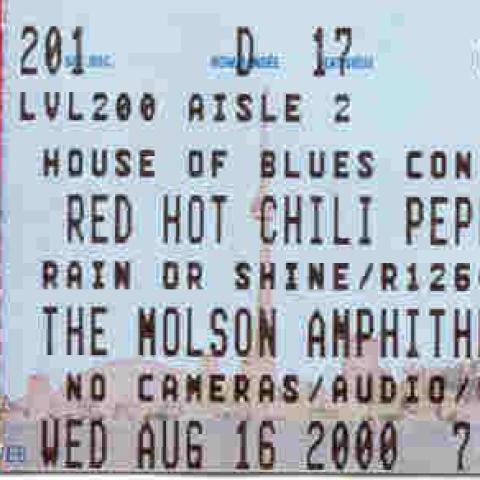 201 D 17
LVL200 AISLE 2
HOUSE OF BLUES CON
RED HOT CHILI PEP
RAIN OR SHINE/R126
THE MOLSON AMPHITH
NO CAMERAS/AUDIO/
WED AUG 16 2000 7